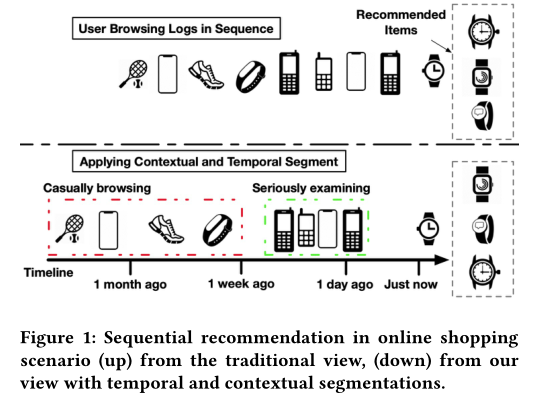 User Browsing Logs in Sequence
Recommended
Items
Applying Contextual and Temporal Segment
Casually browsing
Seriously examining
Timeline
1 month ago
1 week ago
1 day ago
Just now
Figure 1: Sequential recommendation in online shopping
scenario (up) from the traditional view, (down) from our
view with temporal and contextual segmentations.